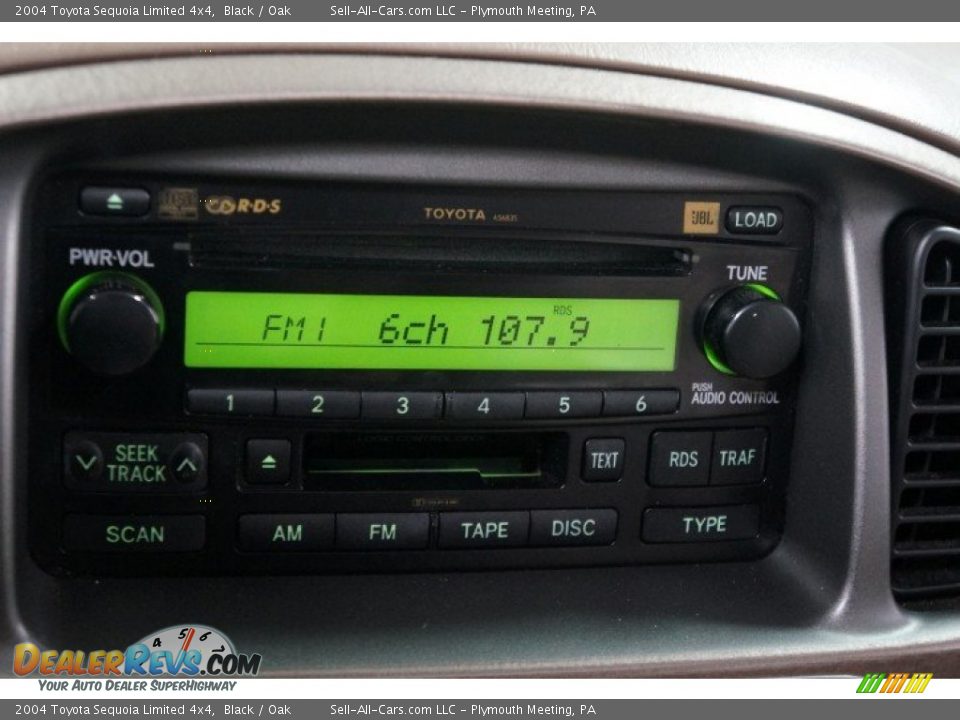 2004 Toyota Sequoia Limited 4x4, Black / Oak Sell-All-Cars.com LLC - Plymouth Meeting, PA
R·D·S
TOYOTA
JBL
LOAD
PWR·VOL
TUNE
RDS
FM1 6ch 107.9
PUSH
AUDIO CONTROL
1 2 3 4 5 6
SEEK
TRACK
TEXT
RDS
TRAF
SCAN
AM
FM
TAPE
DISC
TYPE
4 5 6
DealerRevs.com
Your Auto Dealer SuperHighway
2004 Toyota Sequoia Limited 4x4, Black / Oak Sell-All-Cars.com LLC - Plymouth Meeting, PA